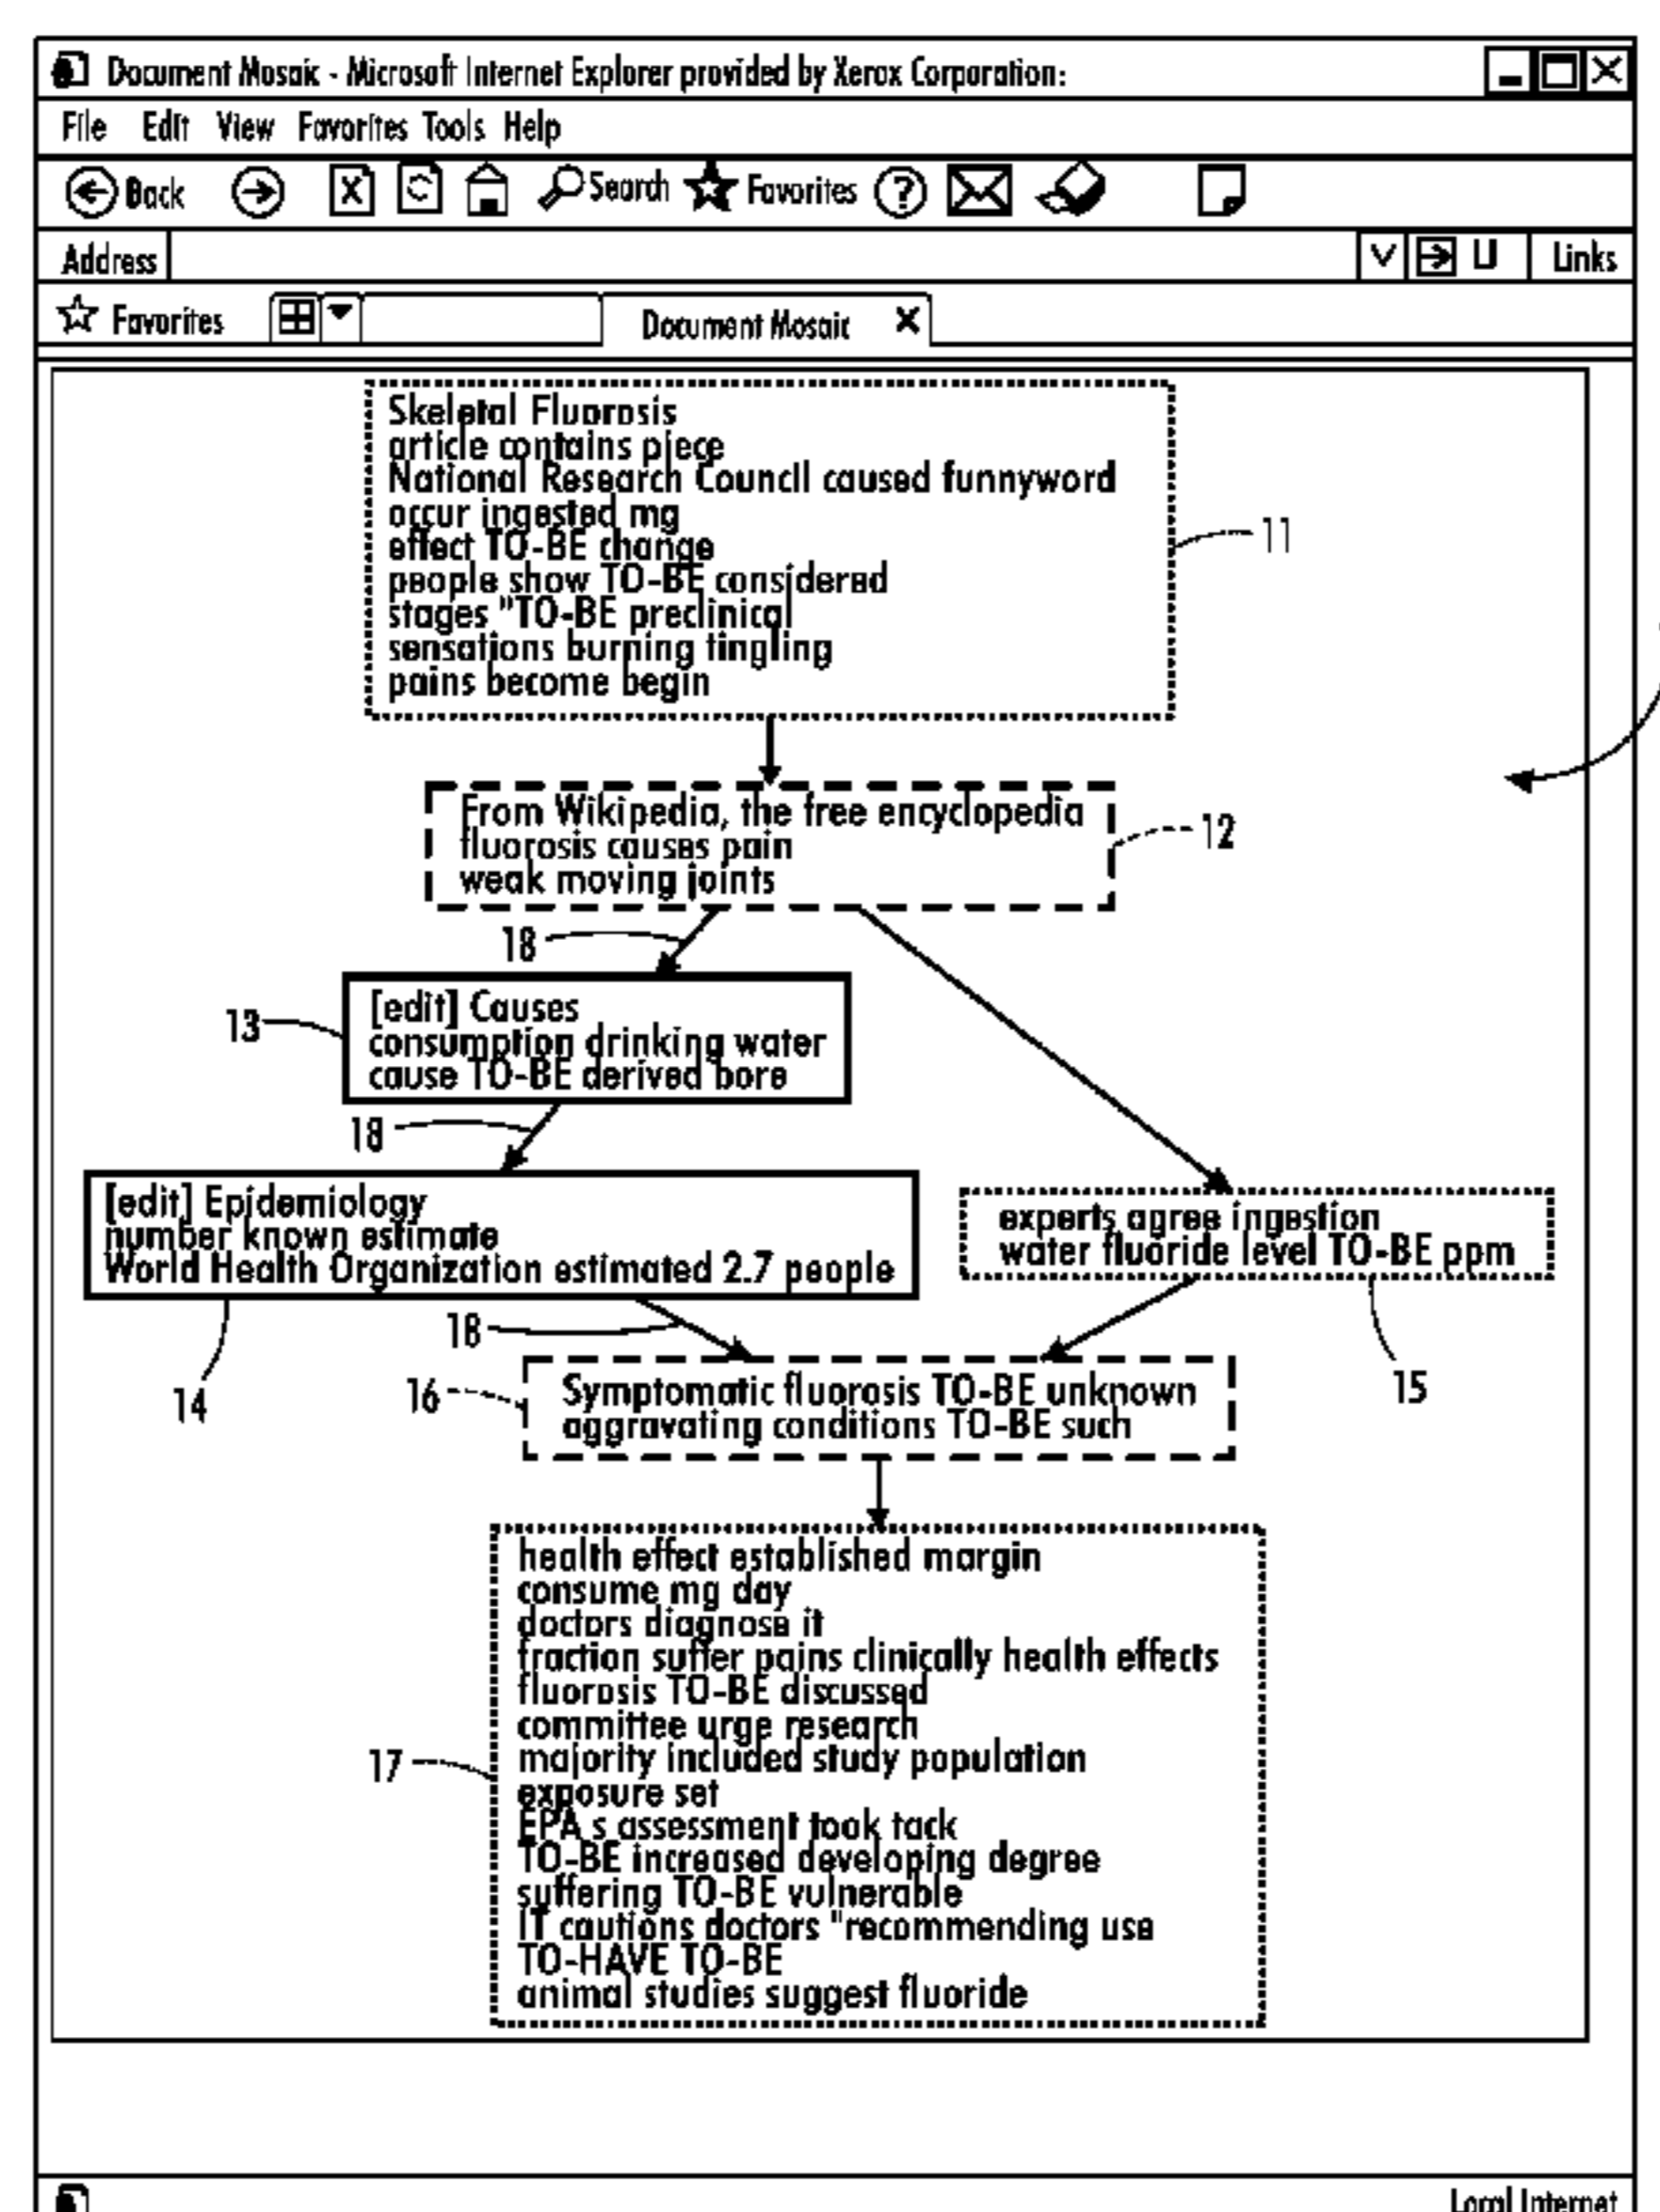 Document Mosaic - Microsoft Internet Explorer provided by Xerox Corporation:
File Edit View Favorites Tools Help
Back Search Favorites
Address Links
Favorites Document Mosaic
Skeletal Fluorosis
article contains piece
National Research Council caused funnyword
occur ingested mg
effect TO-BE change
people show TO-BE considered
stages "TO-BE preclinical
sensations burning tingling
pains become begin
11
From Wikipedia, the free encyclopedia
fluorosis causes pain
weak moving joints
12
18
[edit] Causes
consumption drinking water
cause TO-BE derived bore
13
18
[edit] Epidemiology
number known estimate
World Health Organization estimated 2.7 people
experts agree ingestion
water fluoride level TO-BE ppm
18
14
15
16
Symptomatic fluorosis TO-BE unknown
aggravating conditions TO-BE such
health effect established margin
consume mg day
doctors diagnose it
fraction suffer pains clinically health effects
fluorosis TO-BE discussed
committee urge research
majority included study population
17
exposure set
EPA s assessment took tack
TO-BE increased developing degree
suffering TO-BE vulnerable
IT cautions doctors "recommending use
TO-HAVE TO-BE
animal studies suggest fluoride
Local Internet